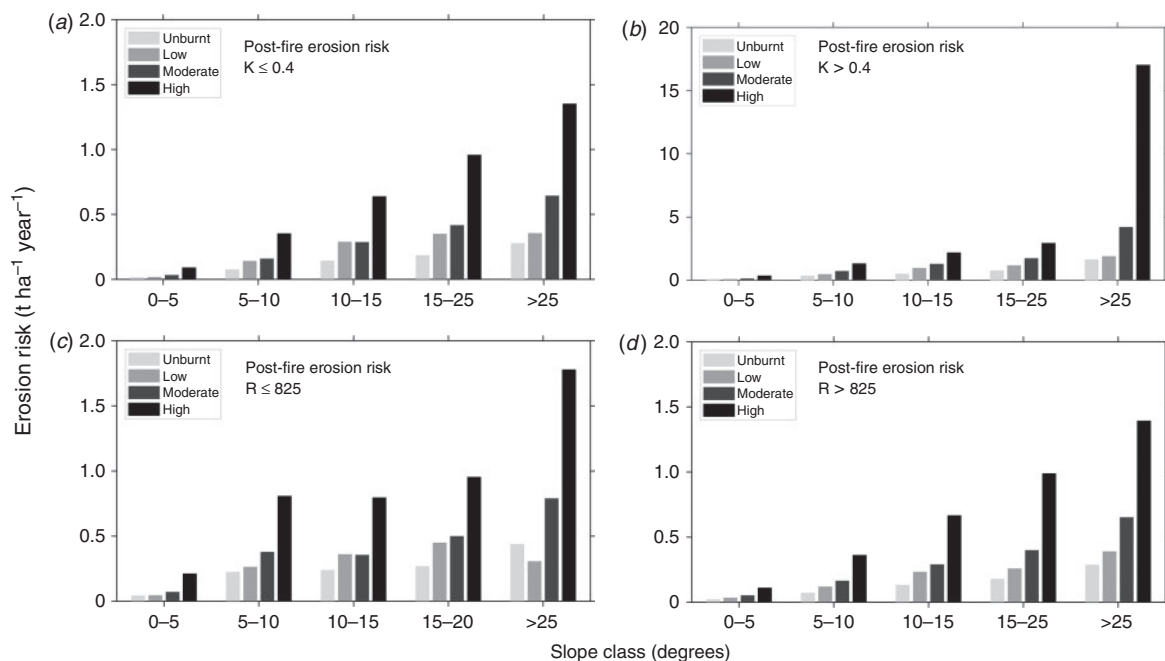 Erosion risk (t ha⁻¹ year⁻¹)
(a)
2.0
1.5
1.0
0.5
0
Unburnt
Low
Moderate
High
Post-fire erosion risk
K ≤ 0.4
0–5
5–10
10–15
15–25
>25
(b)
20
15
10
5
0
Unburnt
Low
Moderate
High
Post-fire erosion risk
K > 0.4
0–5
5–10
10–15
15–25
>25
(c)
2.0
1.5
1.0
0.5
0
Unburnt
Low
Moderate
High
Post-fire erosion risk
R ≤ 825
0–5
5–10
10–15
15–20
>25
(d)
2.0
1.5
1.0
0.5
0
Unburnt
Low
Moderate
High
Post-fire erosion risk
R > 825
0–5
5–10
10–15
15–25
>25
Slope class (degrees)